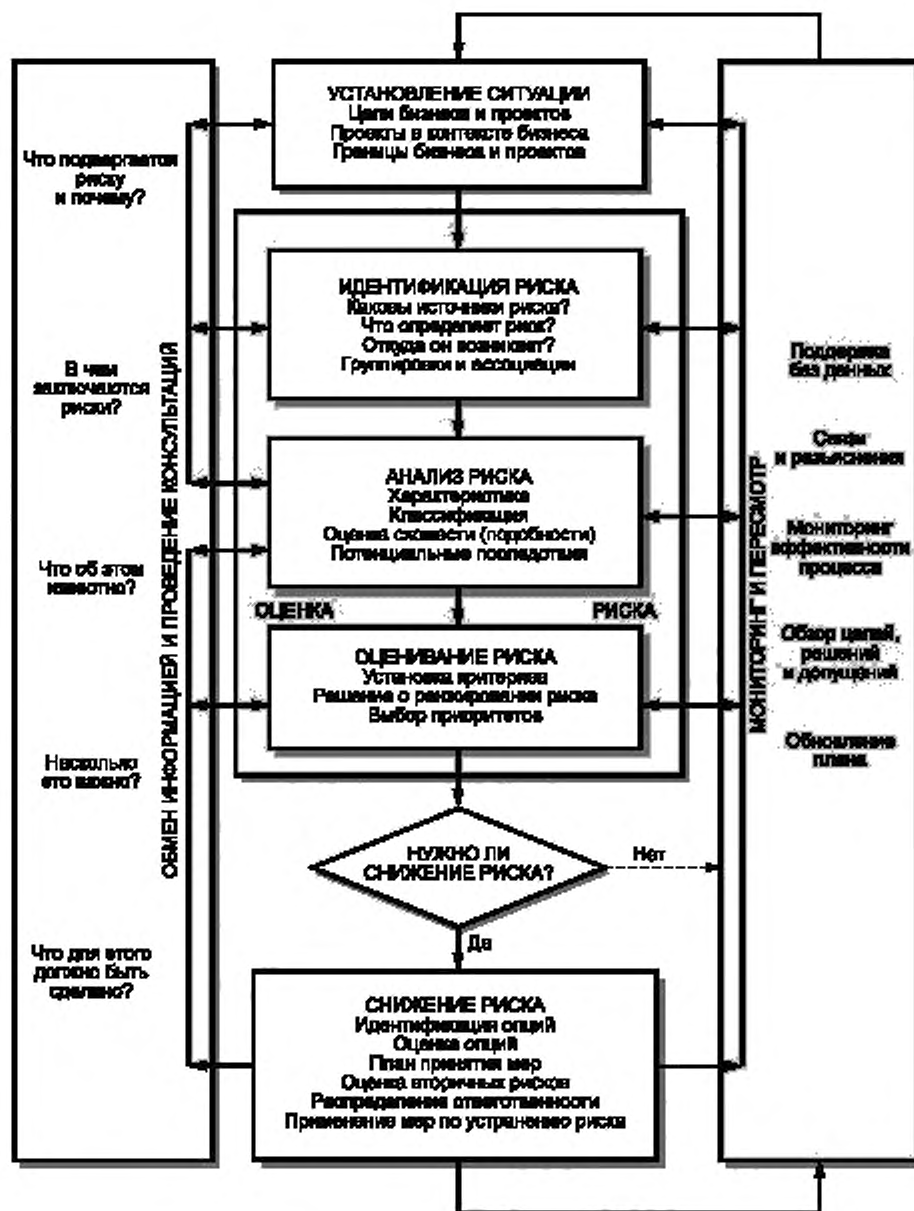 УСТАНОВЛЕНИЕ СИТУАЦИИ
Цели бизнеса и проектов
Проекты в контексте бизнеса
Границы бизнеса и проектов
Что подвергается
риску
и почему?
В чем
заключаются
риски?
Что об этом
известно?
Насколько
это важно?
Что для этого
должно быть
сделано?
ОБМЕН ИНФОРМАЦИЕЙ И ПРОВЕДЕНИЕ КОНСУЛЬТАЦИЙ
ИДЕНТИФИКАЦИЯ РИСКА
Каковы источники риска?
Что определяет риск?
Откуда он возникает?
Группировки и ассоциации
АНАЛИЗ РИСКА
Характеристика
Классификация
Оценка схожести (подробности)
Потенциальные последствия
ОЦЕНКА
РИСКА
ОЦЕНИВАНИЕ РИСКА
Установка критериев
Решение о ранжировании риска
Выбор приоритетов
НУЖНО ЛИ
СНИЖЕНИЕ РИСКА?
Нет
Да
СНИЖЕНИЕ РИСКА
Идентификация опций
Оценка опций
План принятия мер
Оценка вторичных рисков
Распределение ответственности
Применение мер по устранению риска
МОНИТОРИНГ И ПЕРЕСМОТР
Поддержка
баз данных
Связи
и разъяснения
Мониторинг
эффективности
процесса
Обзор целей,
решений
и допущений
Обновление
плана